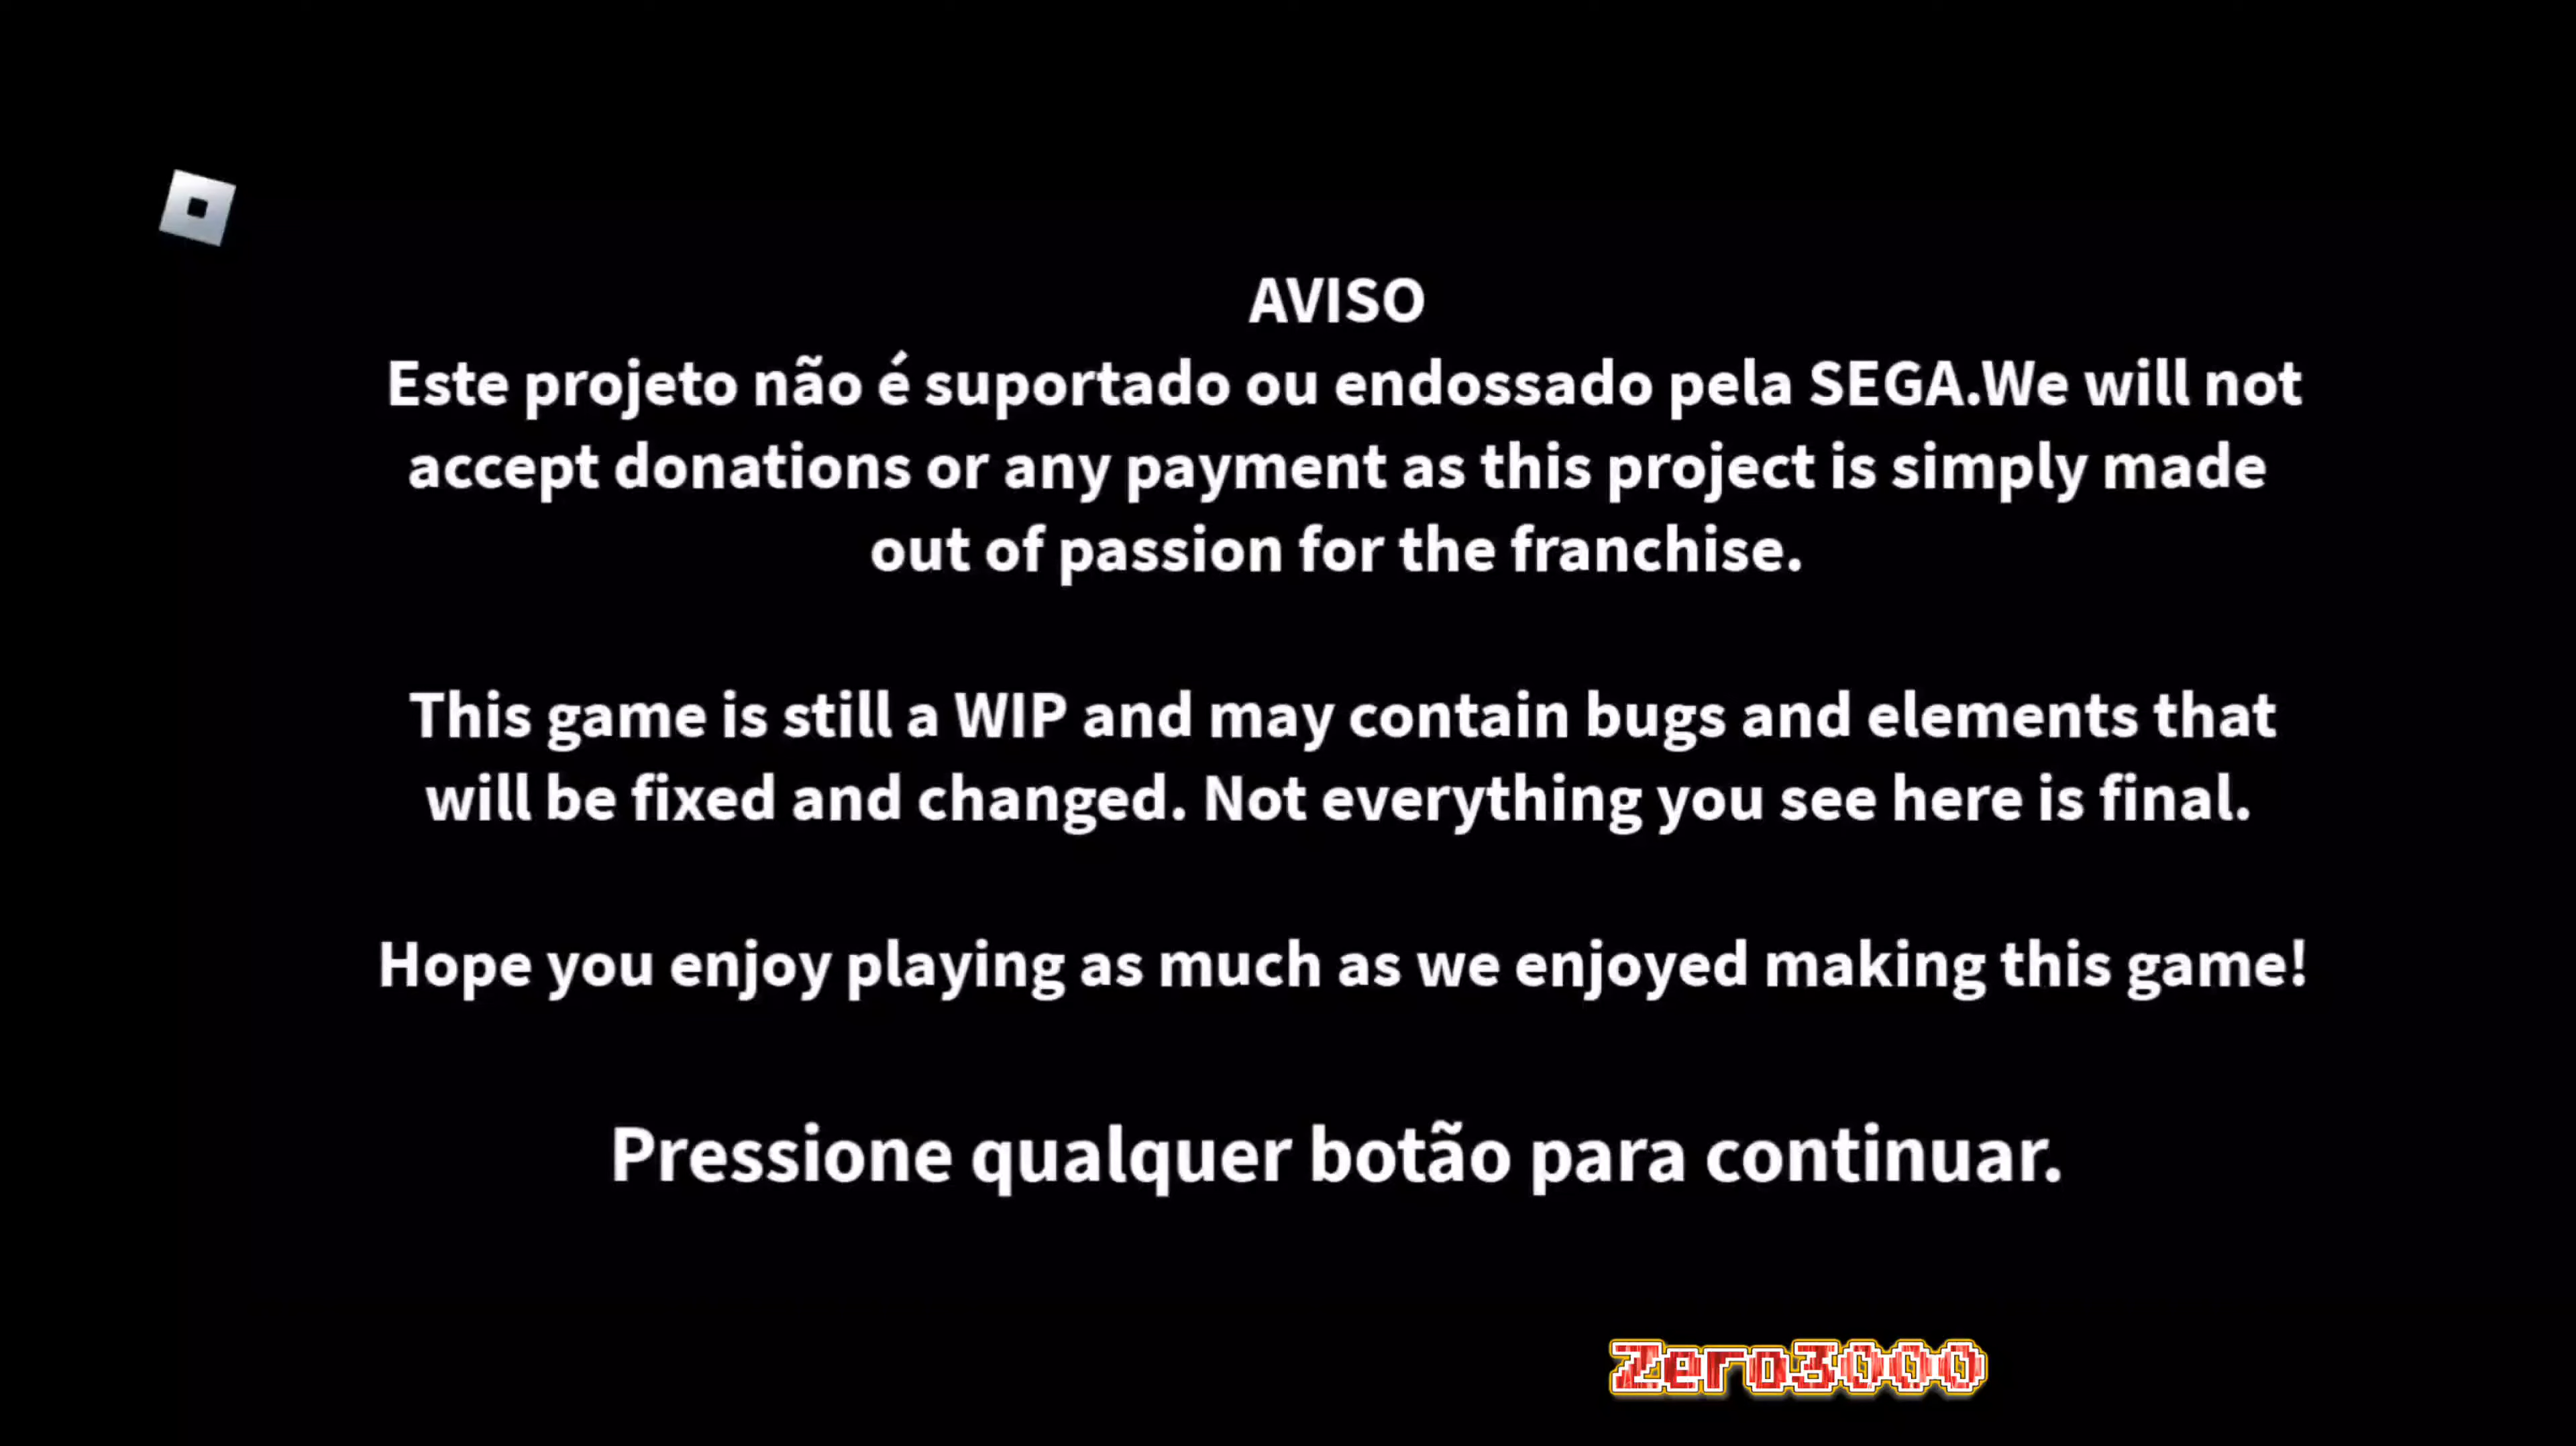 AVISO
Este projeto não é suportado ou endossado pela SEGA.We will not
accept donations or any payment as this project is simply made
out of passion for the franchise.
This game is still a WIP and may contain bugs and elements that
will be fixed and changed. Not everything you see here is final.
Hope you enjoy playing as much as we enjoyed making this game!
Pressione qualquer botão para continuar.
Zero3000